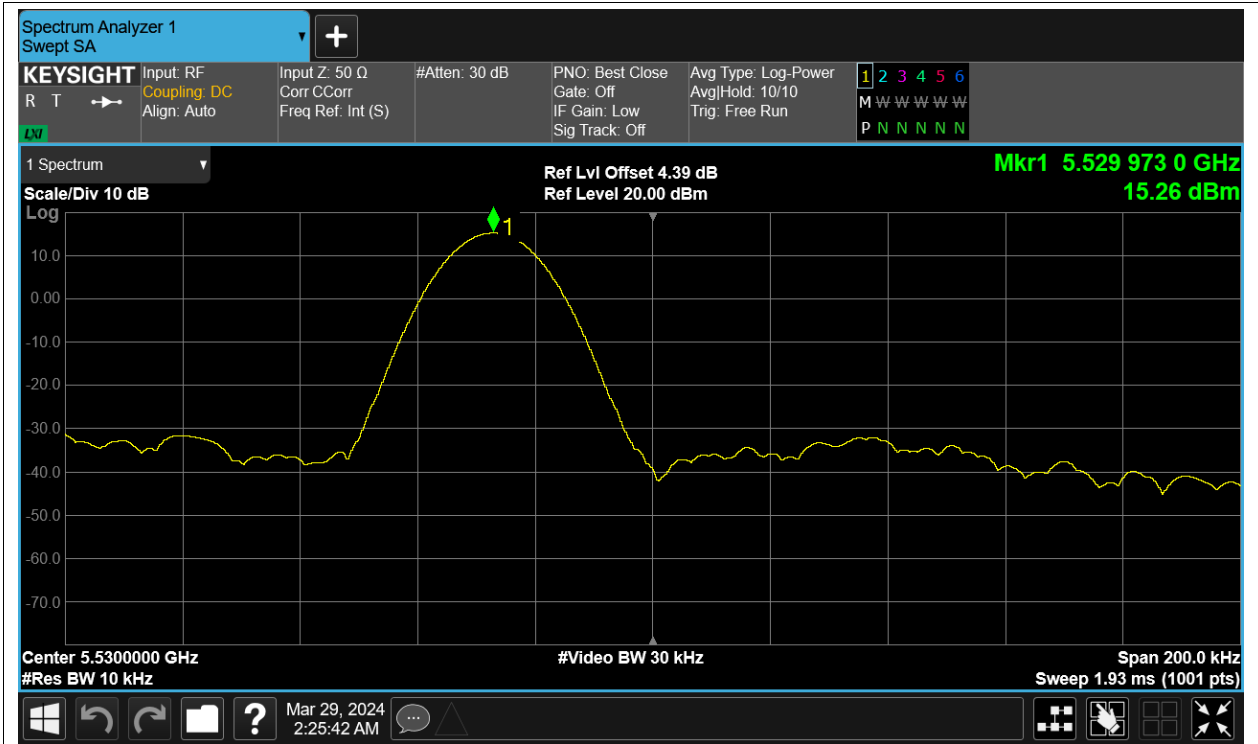 Spectrum Analyzer 1
Swept SA
KEYSIGHT
R T
LXI
Input: RF
Coupling: DC
Align: Auto
Input Z: 50 Ω
Corr CCorr
Freq Ref: Int (S)
#Atten: 30 dB
PNO: Best Close
Gate: Off
IF Gain: Low
Sig Track: Off
Avg Type: Log-Power
Avg|Hold: 10/10
Trig: Free Run
1 2 3 4 5 6
M W W W W W
P N N N N N
1 Spectrum
Scale/Div 10 dB
Ref Lvl Offset 4.39 dB
Ref Level 20.00 dBm
Mkr1 5.529 973 0 GHz
15.26 dBm
Log
1
10.0
0.00
-10.0
-20.0
-30.0
-40.0
-50.0
-60.0
-70.0
Center 5.5300000 GHz
#Res BW 10 kHz
#Video BW 30 kHz
Span 200.0 kHz
Sweep 1.93 ms (1001 pts)
?
Mar 29, 2024
2:25:42 AM